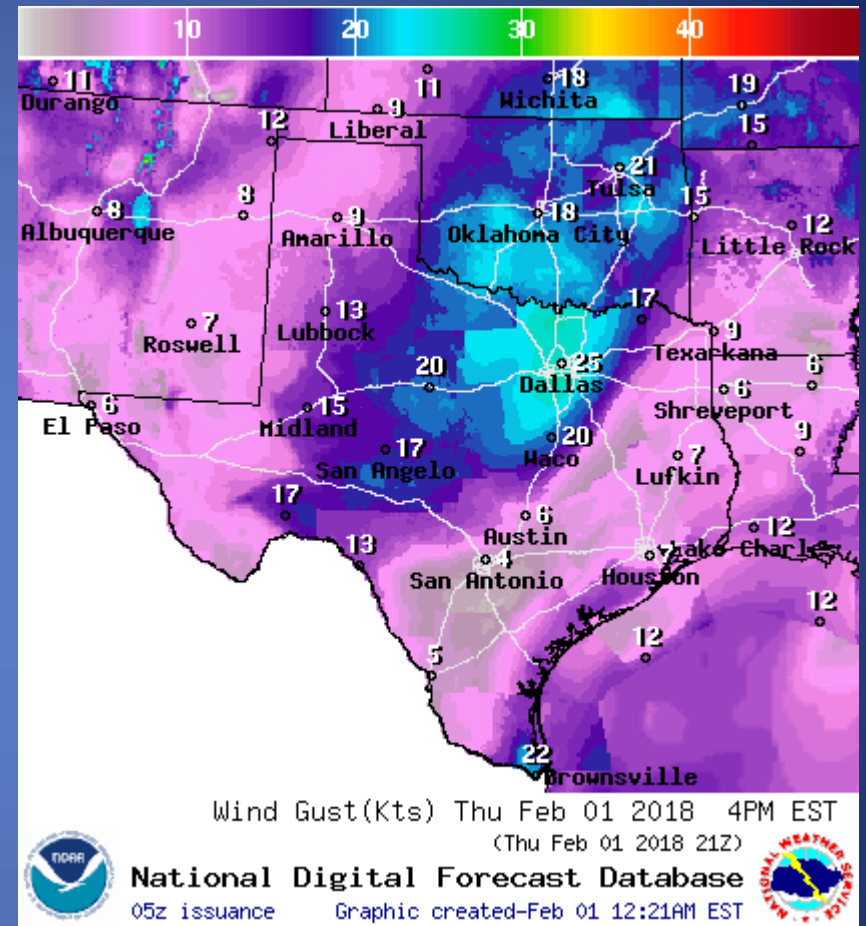 10 20 30 40
11 Durango
11
18 Wichita
19
9 Liberal
12
15
21 Tulsa
8 Albuquerque
8
9 Amarillo
18 Oklahoma City
15
12 Little Rock
7 Roswell
13 Lubbock
17
9 Texarkana
20
25 Dallas
6 Shreveport
6
6 El Paso
15 Midland
17 San Angelo
20 Waco
7 Lufkin
9
17
6 Austin
12 Lake Charl
13
4 San Antonio
7 Houston
12
12
5
22 Brownsville
Wind Gust(Kts) Thu Feb 01 2018 4PM EST
(Thu Feb 01 2018 21Z)
National Digital Forecast Database
05z issuance Graphic created-Feb 01 12:21AM EST
NOAA
NATIONAL WEATHER SERVICE